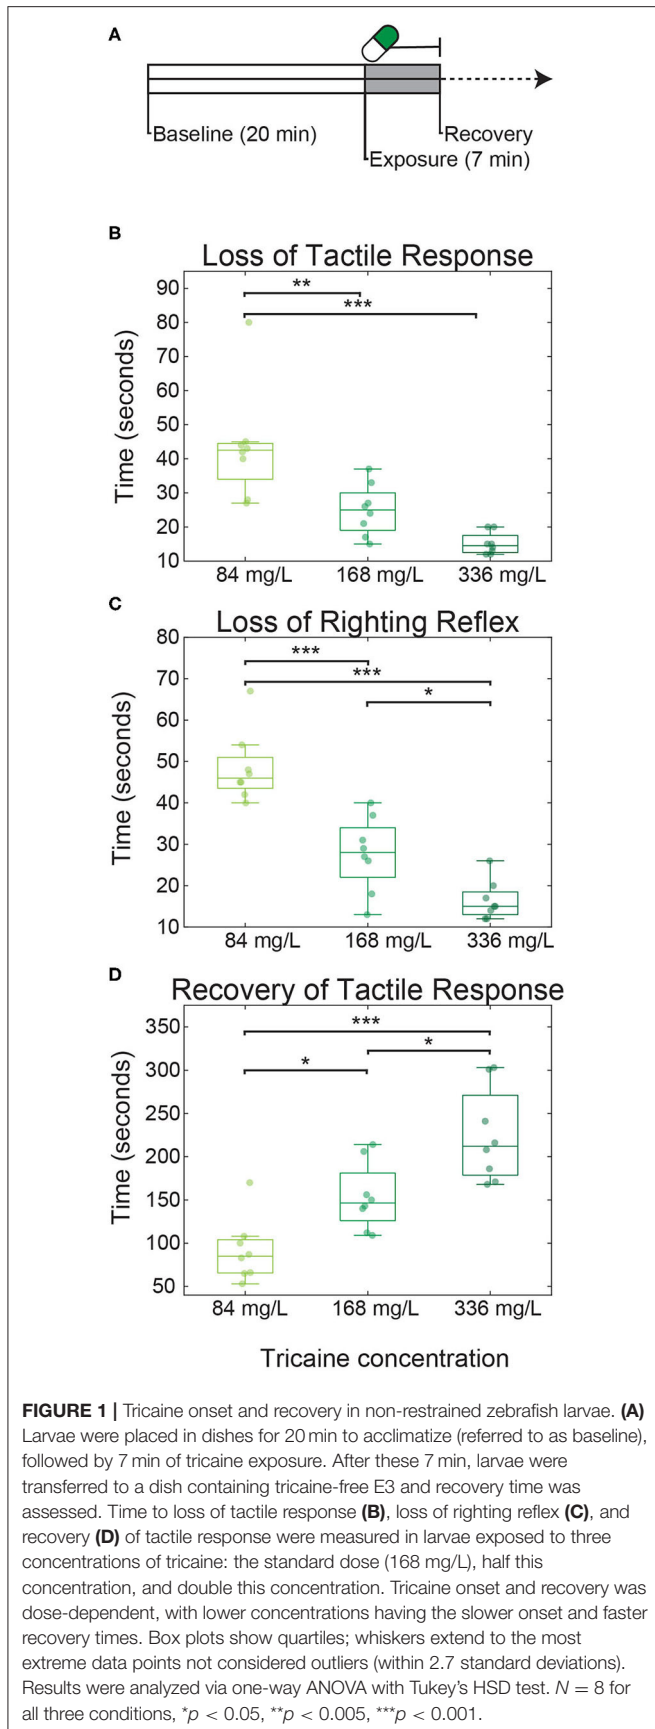 A
Baseline (20 min)
Recovery
Exposure (7 min)
B
Loss of Tactile Response
**
***
Time (seconds)
90
80
70
60
50
40
30
20
10
84 mg/L 168 mg/L 336 mg/L
C
Loss of Righting Reflex
***
***
*
Time (seconds)
80
70
60
50
40
30
20
10
84 mg/L 168 mg/L 336 mg/L
D
Recovery of Tactile Response
***
*
*
Time (seconds)
350
300
250
200
150
100
50
84 mg/L 168 mg/L 336 mg/L
Tricaine concentration
FIGURE 1 | Tricaine onset and recovery in non-restrained zebrafish larvae. (A)
Larvae were placed in dishes for 20 min to acclimatize (referred to as baseline),
followed by 7 min of tricaine exposure. After these 7 min, larvae were
transferred to a dish containing tricaine-free E3 and recovery time was
assessed. Time to loss of tactile response (B), loss of righting reflex (C), and
recovery (D) of tactile response were measured in larvae exposed to three
concentrations of tricaine: the standard dose (168 mg/L), half this
concentration, and double this concentration. Tricaine onset and recovery was
dose-dependent, with lower concentrations having the slower onset and faster
recovery times. Box plots show quartiles; whiskers extend to the most
extreme data points not considered outliers (within 2.7 standard deviations).
Results were analyzed via one-way ANOVA with Tukey's HSD test. N = 8 for
all three conditions, *p < 0.05, **p < 0.005, ***p < 0.001.